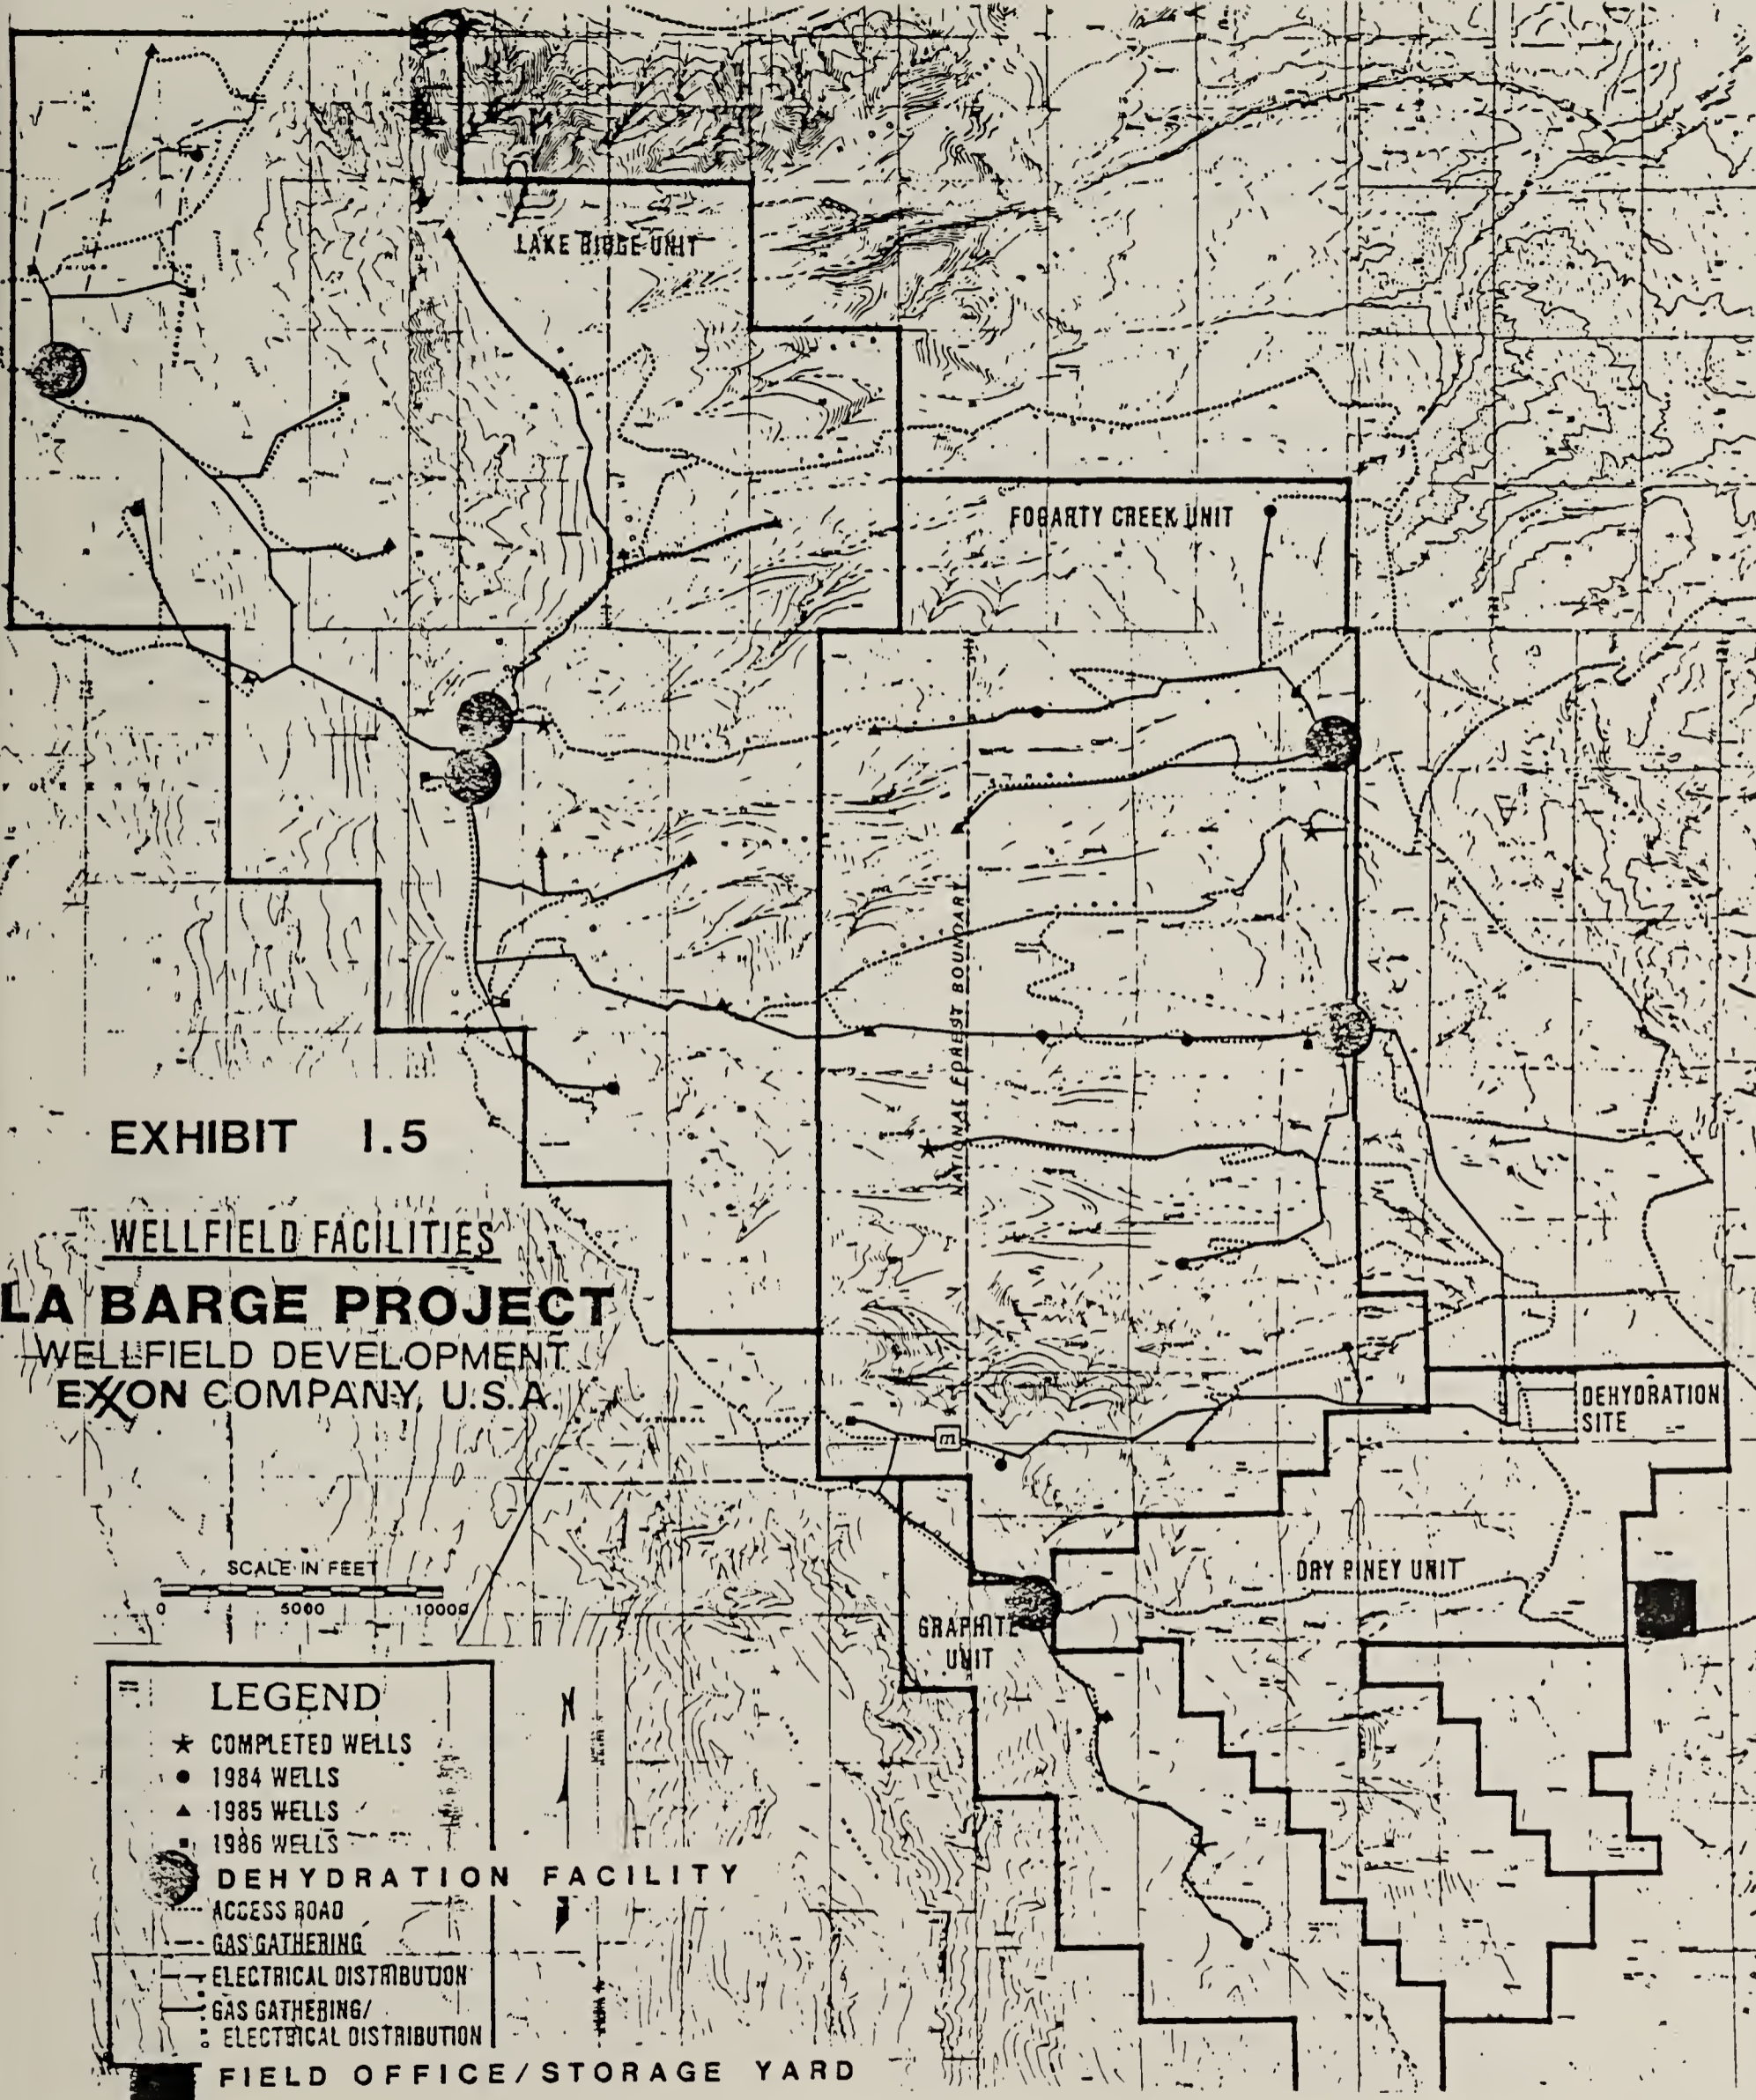 LAKE RIDGE UNIT
FOGARTY CREEK UNIT
NATIONAL FOREST BOUNDARY
EXHIBIT 1.5
WELLFIELD FACILITIES
LA BARGE PROJECT
WELLFIELD DEVELOPMENT
EXXON COMPANY, U.S.A.
DEHYDRATION
SITE
m
DRY PINEY UNIT
GRAPHITE
UNIT
SCALE IN FEET
0 5000 10000
N
LEGEND
COMPLETED WELLS
1984 WELLS
1985 WELLS
1986 WELLS
DEHYDRATION FACILITY
ACCESS ROAD
GAS GATHERING
ELECTRICAL DISTRIBUTION
GAS GATHERING/
ELECTRICAL DISTRIBUTION
FIELD OFFICE/STORAGE YARD